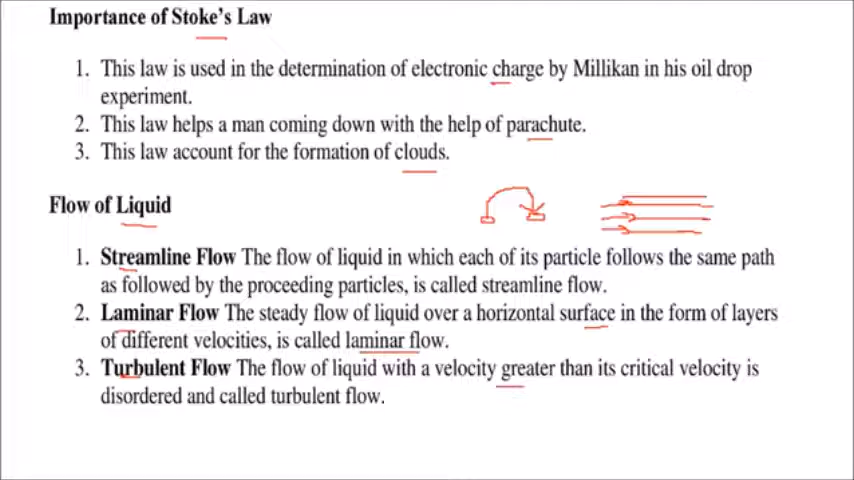 Importance of Stoke's Law
1. This law is used in the determination of electronic charge by Millikan in his oil drop
experiment.
2. This law helps a man coming down with the help of parachute.
3. This law account for the formation of clouds.
Flow of Liquid
1. Streamline Flow The flow of liquid in which each of its particle follows the same path
as followed by the proceeding particles, is called streamline flow.
2. Laminar Flow The steady flow of liquid over a horizontal surface in the form of layers
of different velocities, is called laminar flow.
3. Turbulent Flow The flow of liquid with a velocity greater than its critical velocity is
disordered and called turbulent flow.